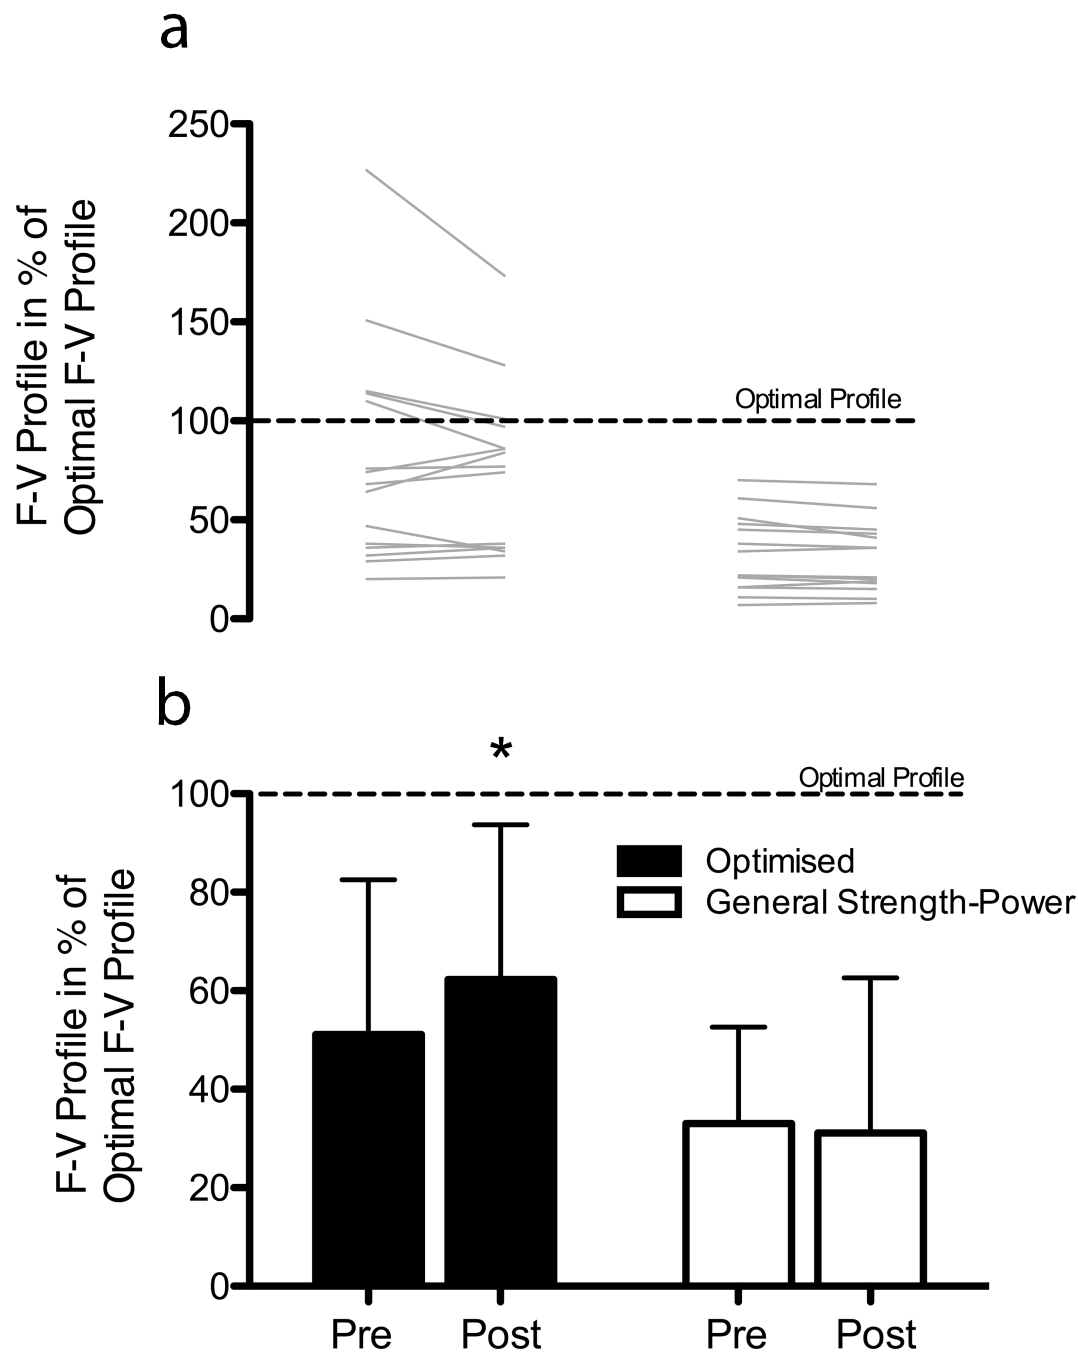 a
F-V Profile in % of
Optimal F-V Profile
250
200
150
100
50
0
Optimal Profile
b
F-V Profile in % of
Optimal F-V Profile
*
100
80
60
40
20
0
Optimal Profile
Optimised
General Strength-Power
Pre Post Pre Post